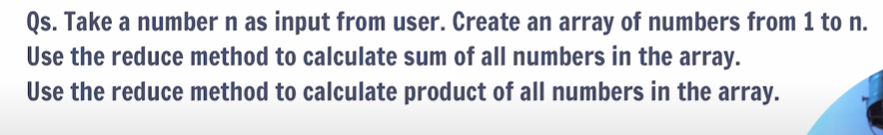 Qs. Take a number n as input from user. Create an array of numbers from 1 to n.
Use the reduce method to calculate sum of all numbers in the array.
Use the reduce method to calculate product of all numbers in the array.